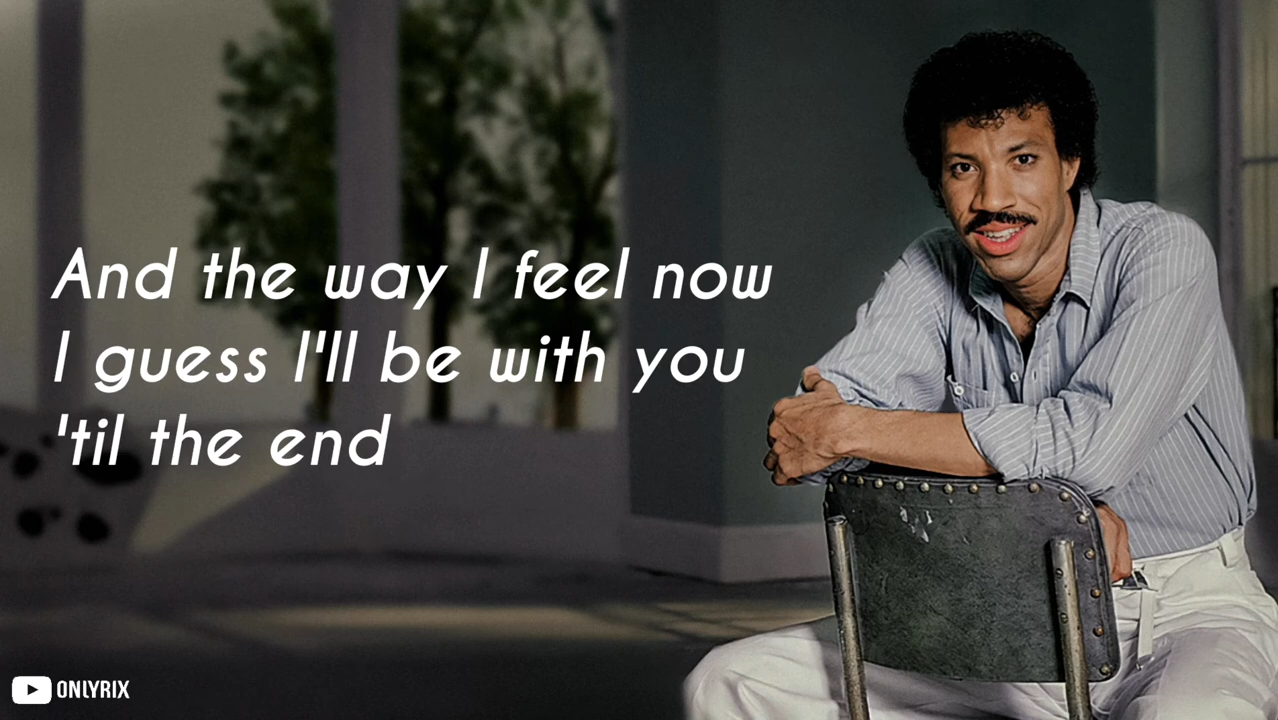 And the way I feel now
I guess I'll be with you
'til the end
ONLYRIX